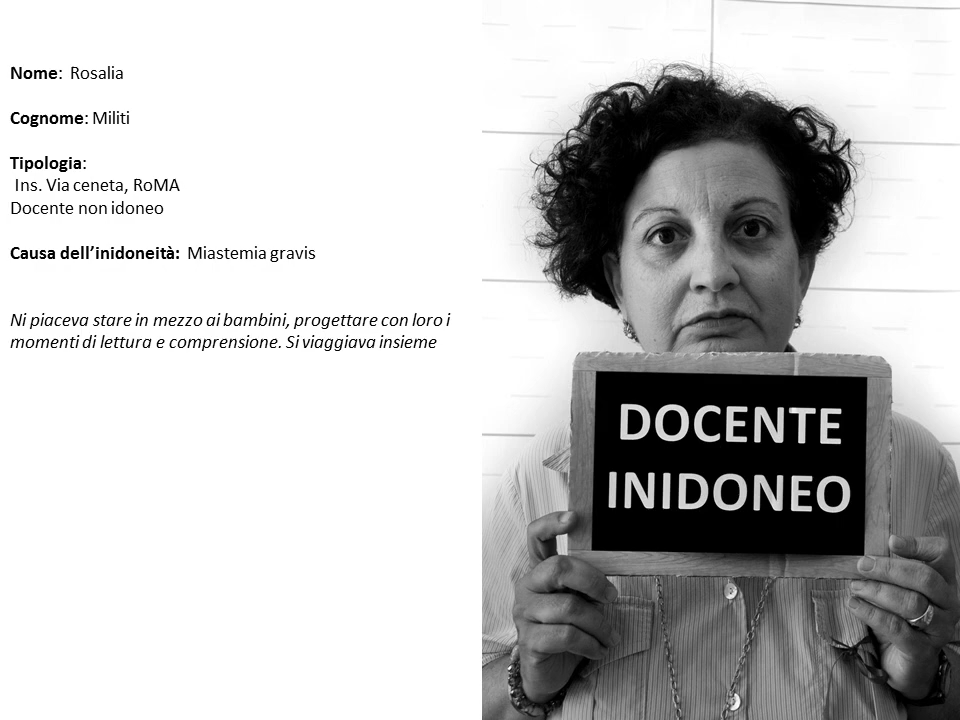 Nome: Rosalia
Cognome: Militi
Tipologia:
Ins. Via ceneta, RoMA
Docente non idoneo
Causa dell’inidoneità: Miastemia gravis
Ni piaceva stare in mezzo ai bambini, progettare con loro i
momenti di lettura e comprensione. Si viaggiava insieme
DOCENTE
INIDONEO